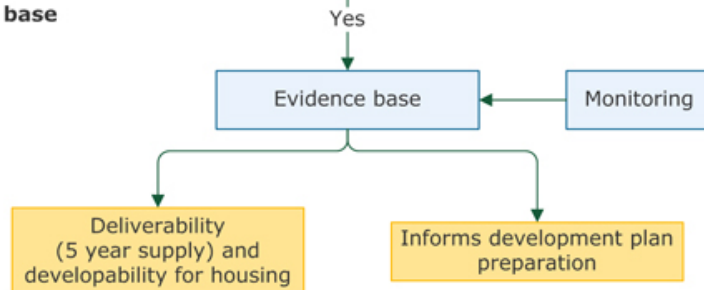 base
Yes
Evidence base
Monitoring
Deliverability
(5 year supply) and
developability for housing
Informs development plan
preparation